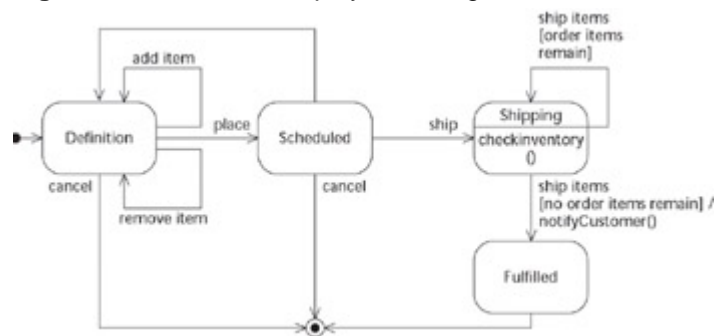 ship items
[order items
remain]
add item
Definition
place
Scheduled
ship
Shipping
checkinventory
()
cancel
remove item
cancel
ship items
[no order items remain] /
notifyCustomer()
Fulfilled